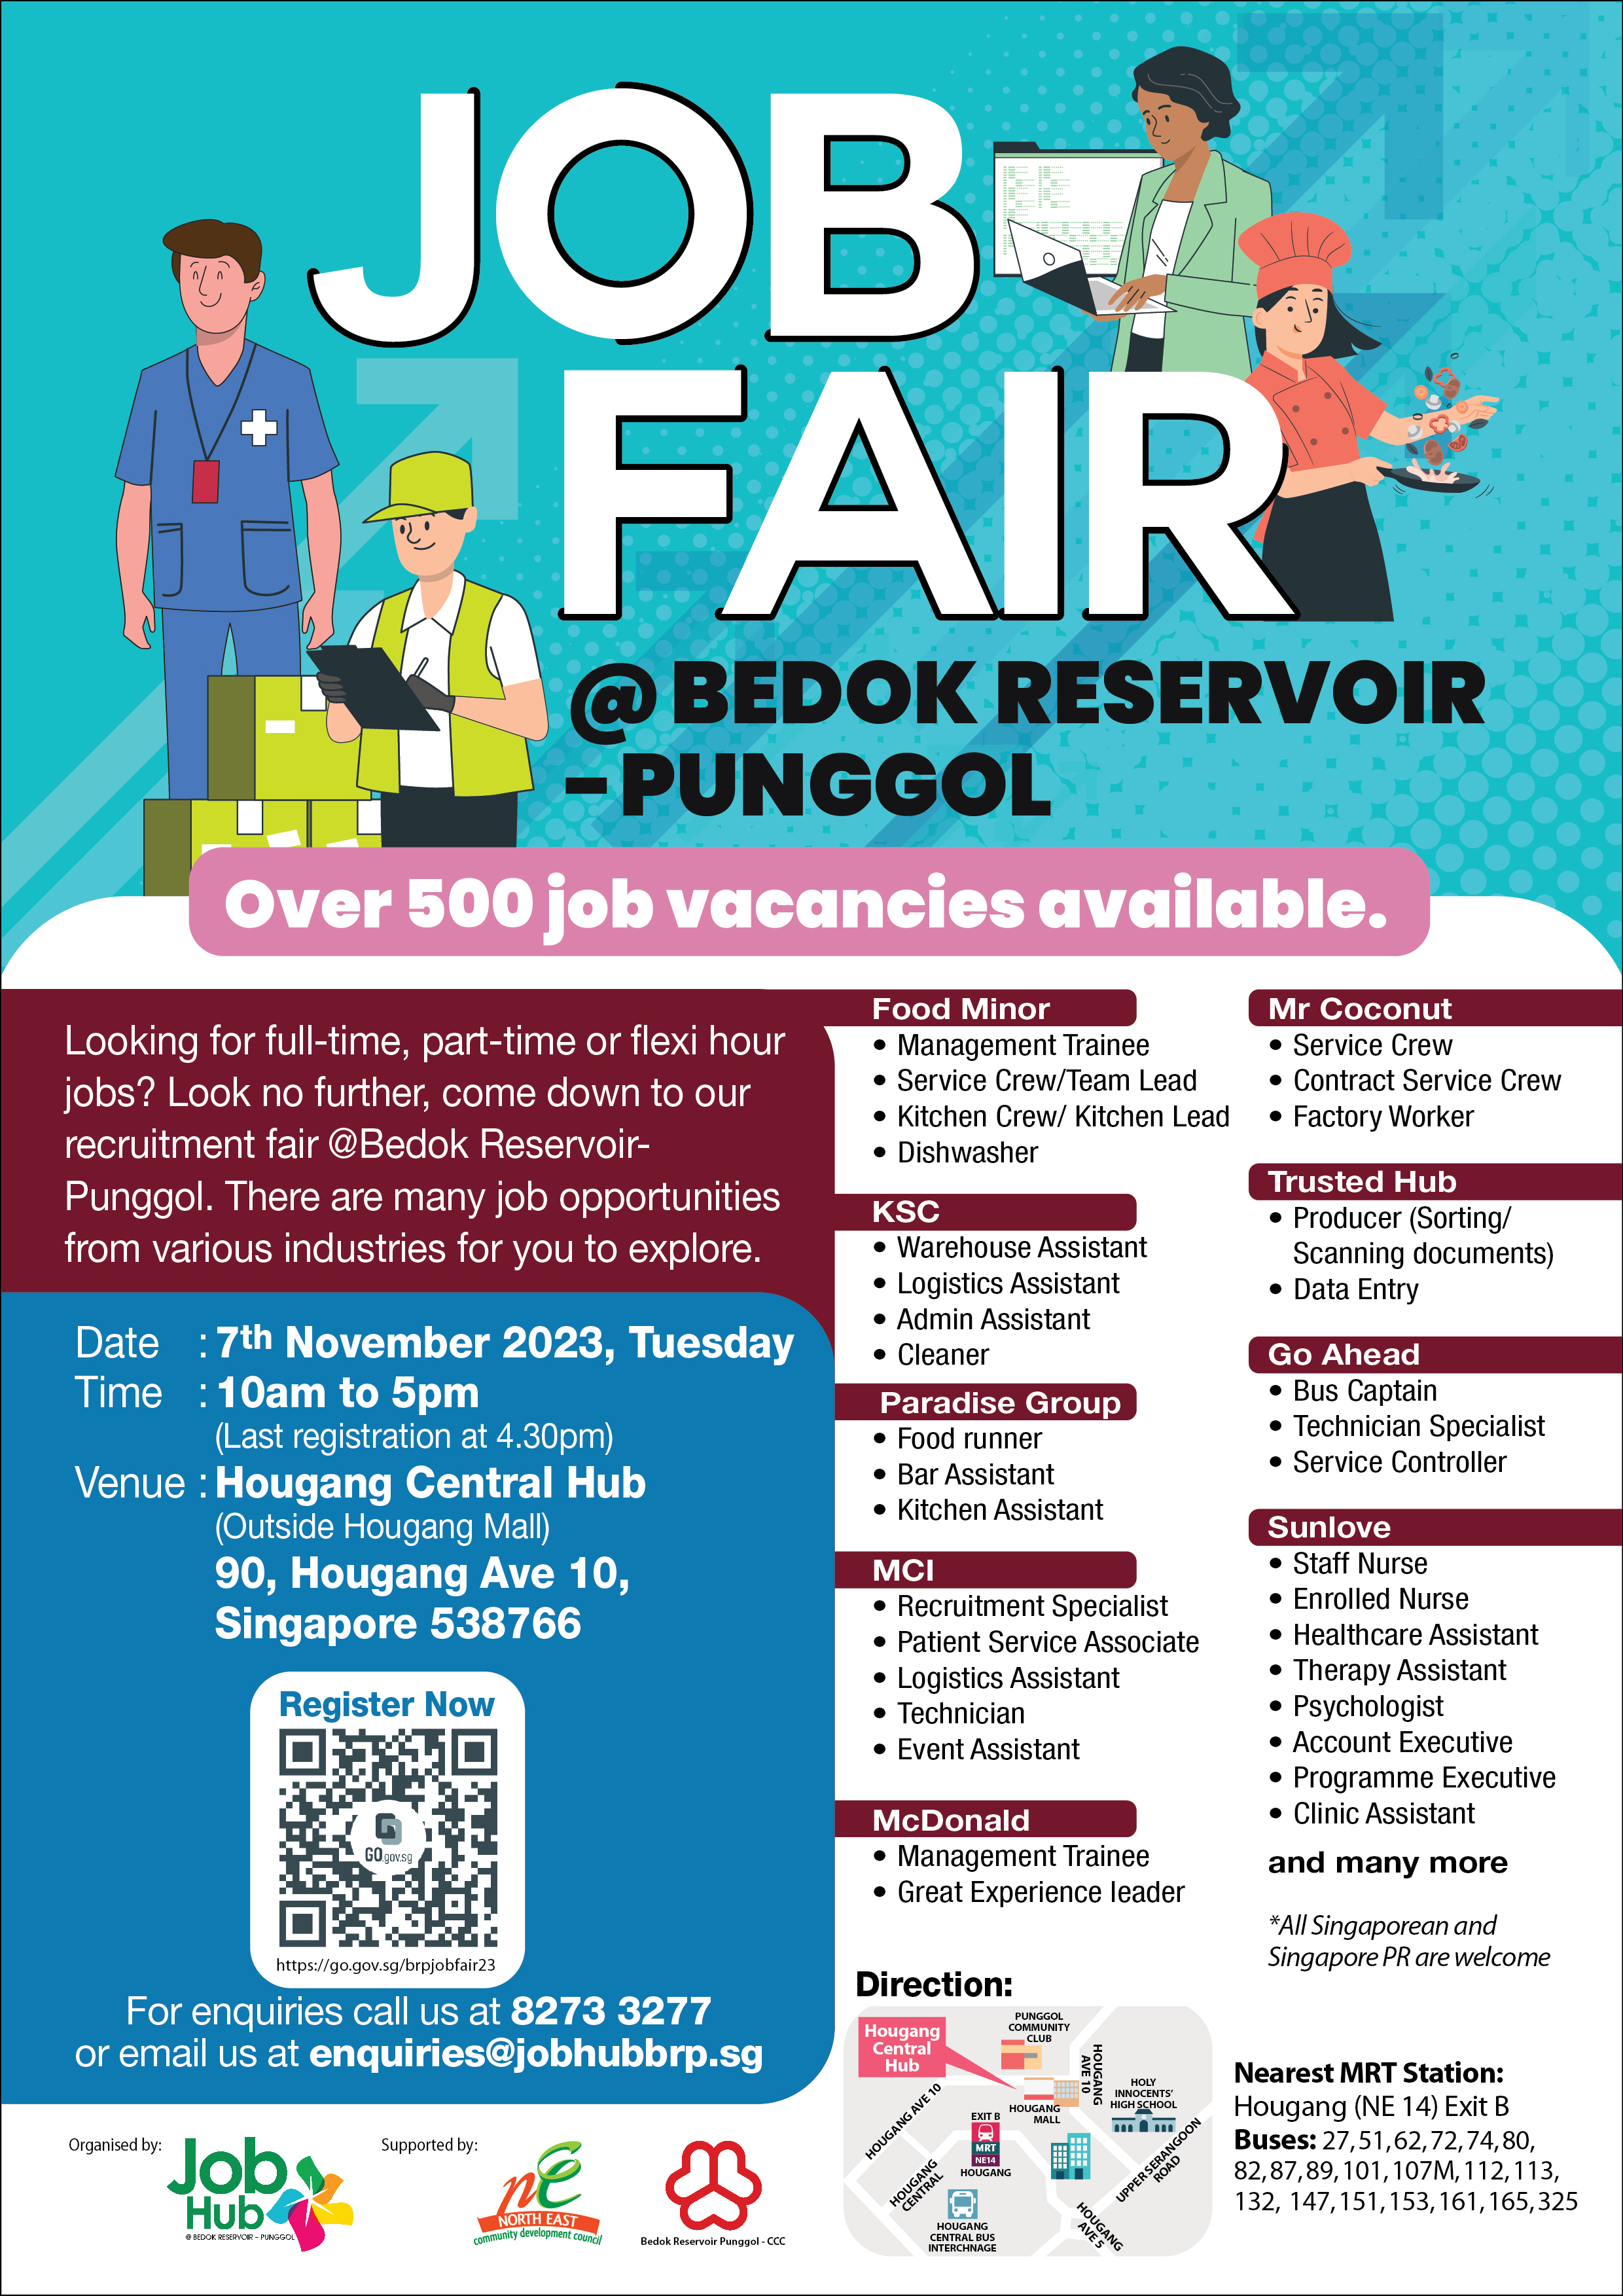 JOB
FAIR
@ BEDOK RESERVOIR
– PUNGGOL
Over 500 job vacancies available.
Looking for full-time, part-time or flexi hour
jobs? Look no further, come down to our
recruitment fair @Bedok Reservoir-
Punggol. There are many job opportunities
from various industries for you to explore.
Date : 7th November 2023, Tuesday
Time : 10am to 5pm
(Last registration at 4.30pm)
Venue : Hougang Central Hub
(Outside Hougang Mall)
90, Hougang Ave 10,
Singapore 538766
Register Now
GO.gov.sg
https://go.gov.sg/brpjobfair23
For enquiries call us at 8273 3277
or email us at enquiries@jobhubbrp.sg
Food Minor
• Management Trainee
• Service Crew/Team Lead
• Kitchen Crew/ Kitchen Lead
• Dishwasher
KSC
• Warehouse Assistant
• Logistics Assistant
• Admin Assistant
• Cleaner
Paradise Group
• Food runner
• Bar Assistant
• Kitchen Assistant
MCI
• Recruitment Specialist
• Patient Service Associate
• Logistics Assistant
• Technician
• Event Assistant
McDonald
• Management Trainee
• Great Experience leader
Mr Coconut
• Service Crew
• Contract Service Crew
• Factory Worker
Trusted Hub
• Producer (Sorting/
Scanning documents)
• Data Entry
Go Ahead
• Bus Captain
• Technician Specialist
• Service Controller
Sunlove
• Staff Nurse
• Enrolled Nurse
• Healthcare Assistant
• Therapy Assistant
• Psychologist
• Account Executive
• Programme Executive
• Clinic Assistant
and many more
*All Singaporean and
Singapore PR are welcome
Direction:
Hougang
Central
Hub
PUNGGOL
COMMUNITY
CLUB
HOUGANG
AVE 10
HOUGANG AVE 10
HOUGANG
MALL
HOLY
INNOCENTS'
HIGH SCHOOL
EXIT B
MRT
NE14
HOUGANG
HOUGANG
CENTRAL
UPPER SERANGOON
ROAD
HOUGANG
AVE 5
HOUGANG
CENTRAL BUS
INTERCHNAGE
Nearest MRT Station:
Hougang (NE 14) Exit B
Buses: 27, 51, 62, 72, 74, 80,
82, 87, 89, 101, 107M, 112, 113,
132, 147, 151, 153, 161, 165, 325
Organised by:
Job
Hub
@ BEDOK RESERVOIR – PUNGGOL
Supported by:
nE
NORTH EAST
community development council
Bedok Reservoir Punggol - CCC